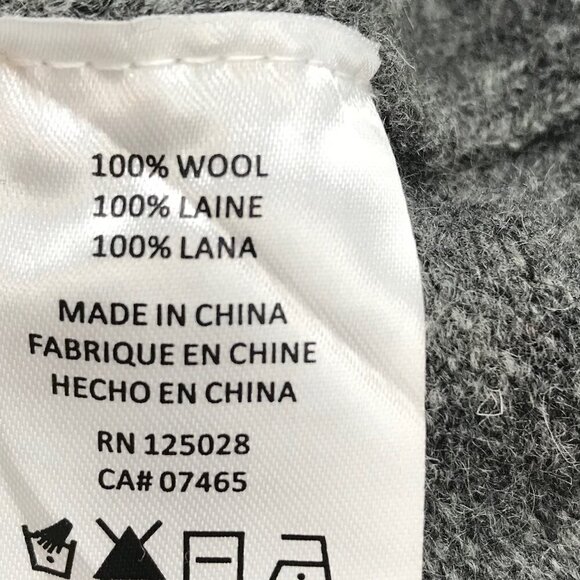 100% WOOL
100% LAINE
100% LANA
MADE IN CHINA
FABRIQUE EN CHINE
HECHO EN CHINA
RN 125028
CA# 07465